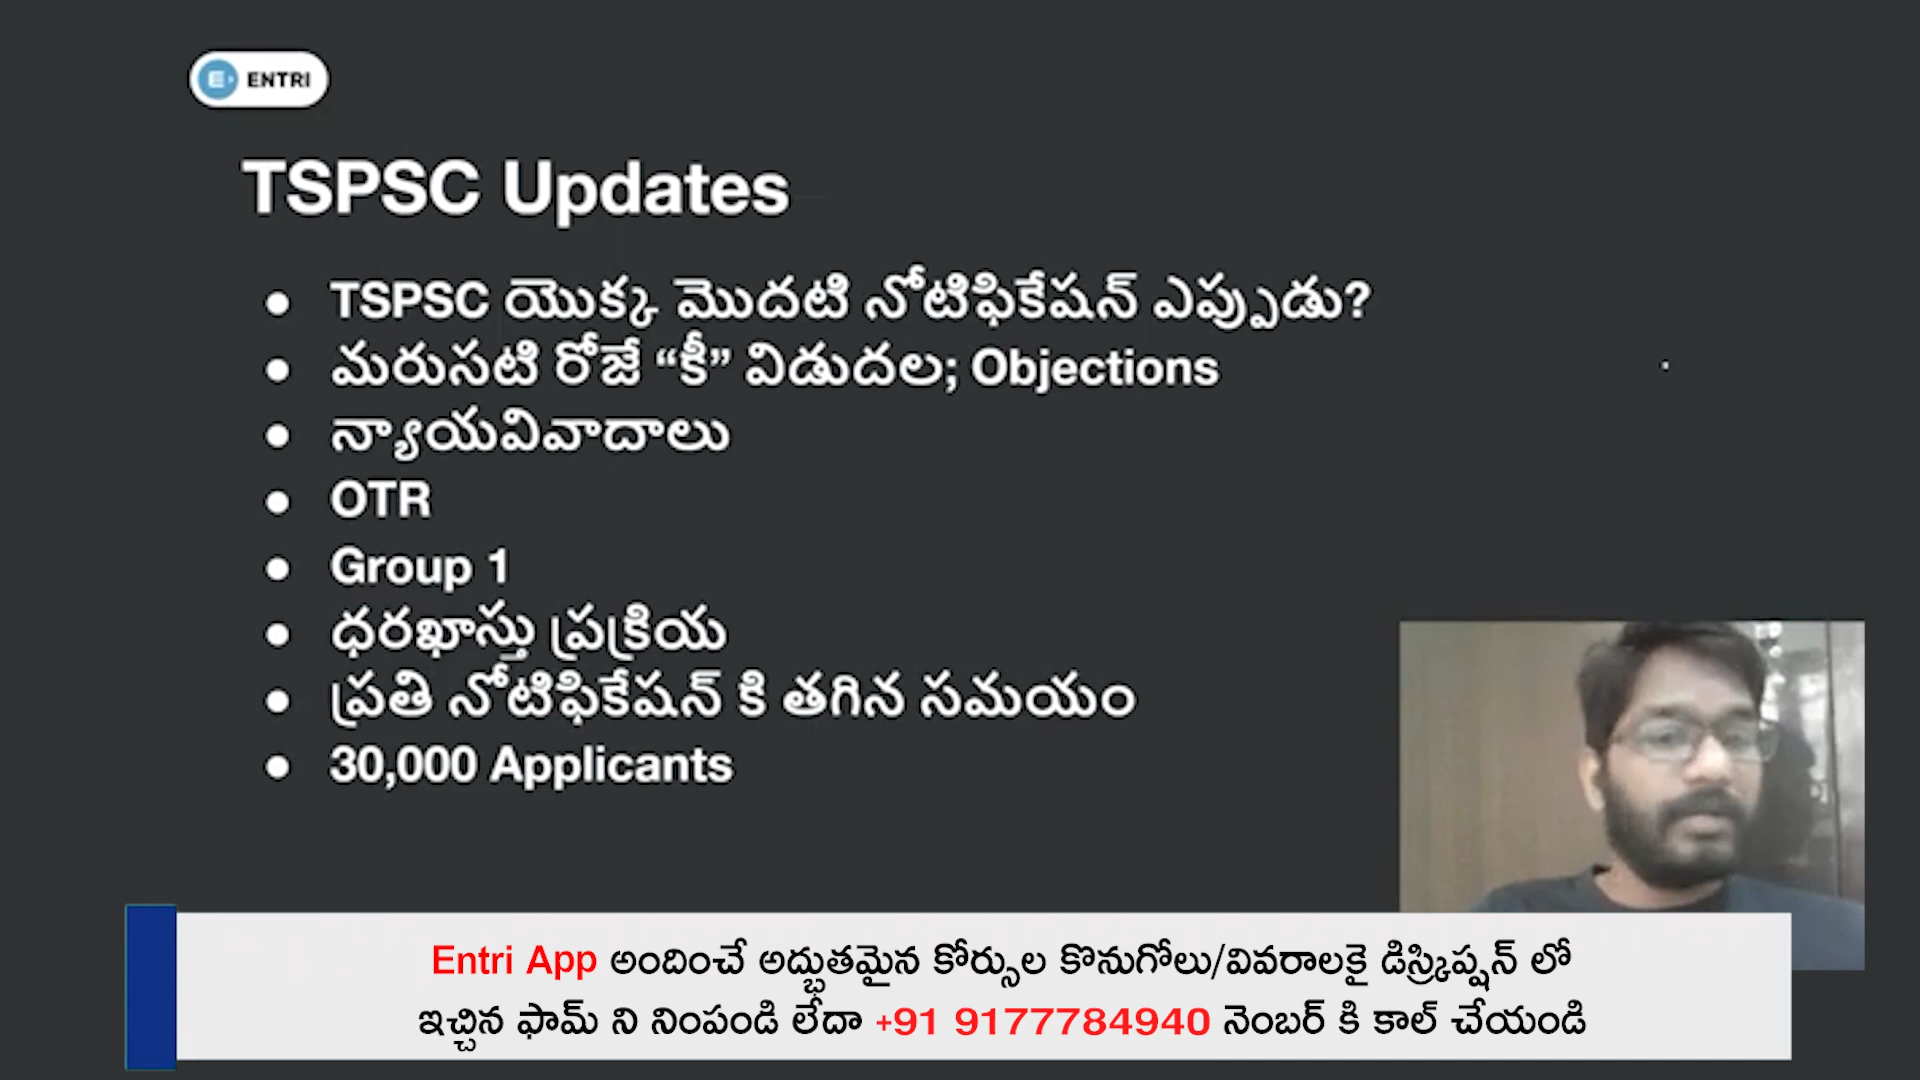 ENTRI
TSPSC Updates
• TSPSC యొక్క మొదటి నోటిఫికేషన్ ఎప్పుడు?
• మరుసటి రోజే “కీ” విడుదల; Objections
• న్యాయవివాదాలు
• OTR
• Group 1
• ధరఖాస్తు ప్రక్రియ
• ప్రతి నోటిఫికేషన్ కి తగిన సమయం
• 30,000 Applicants
Entri App అందించే అద్భుతమైన కోర్సుల కొనుగోలు/వివరాలకై డిస్క్రిప్షన్ లో
ఇచ్చిన ఫామ్ ని నింపండి లేదా +91 9177784940 నెంబర్ కి కాల్ చేయండి